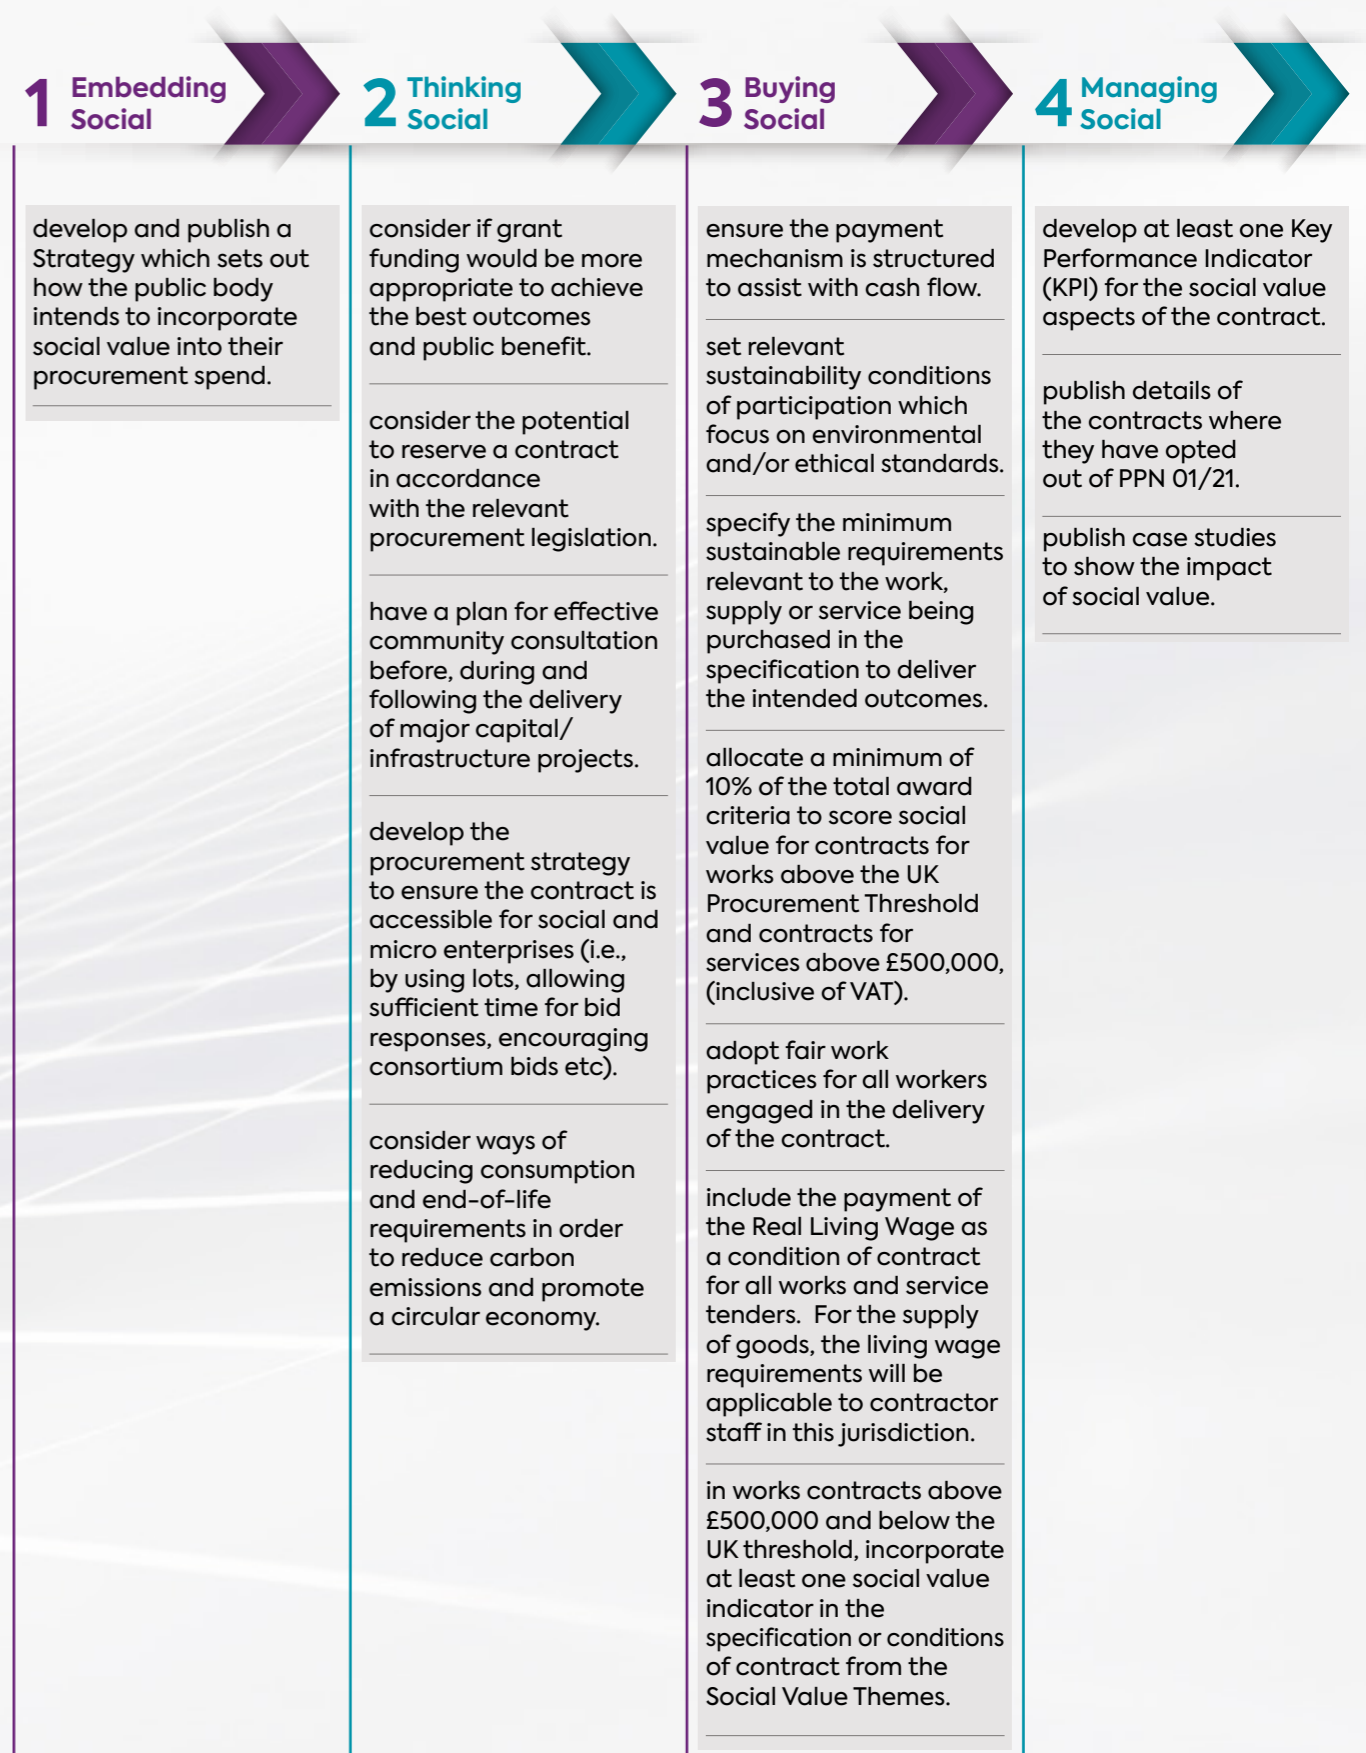 1 Embedding
Social
2 Thinking
Social
3 Buying
Social
4 Managing
Social
develop and publish a
Strategy which sets out
how the public body
intends to incorporate
social value into their
procurement spend.
consider if grant
funding would be more
appropriate to achieve
the best outcomes
and public benefit.
consider the potential
to reserve a contract
in accordance
with the relevant
procurement legislation.
have a plan for effective
community consultation
before, during and
following the delivery
of major capital/
infrastructure projects.
develop the
procurement strategy
to ensure the contract is
accessible for social and
micro enterprises (i.e.,
by using lots, allowing
sufficient time for bid
responses, encouraging
consortium bids etc).
consider ways of
reducing consumption
and end-of-life
requirements in order
to reduce carbon
emissions and promote
a circular economy.
ensure the payment
mechanism is structured
to assist with cash flow.
set relevant
sustainability conditions
of participation which
focus on environmental
and/or ethical standards.
specify the minimum
sustainable requirements
relevant to the work,
supply or service being
purchased in the
specification to deliver
the intended outcomes.
allocate a minimum of
10% of the total award
criteria to score social
value for contracts for
works above the UK
Procurement Threshold
and contracts for
services above £500,000,
(inclusive of VAT).
adopt fair work
practices for all workers
engaged in the delivery
of the contract.
include the payment of
the Real Living Wage as
a condition of contract
for all works and service
tenders.  For the supply
of goods, the living wage
requirements will be
applicable to contractor
staff in this jurisdiction.
in works contracts above
£500,000 and below the
UK threshold, incorporate
at least one social value
indicator in the
specification or conditions
of contract from the
Social Value Themes.
develop at least one Key
Performance Indicator
(KPI) for the social value
aspects of the contract.
publish details of
the contracts where
they have opted
out of PPN 01/21.
publish case studies
to show the impact
of social value.